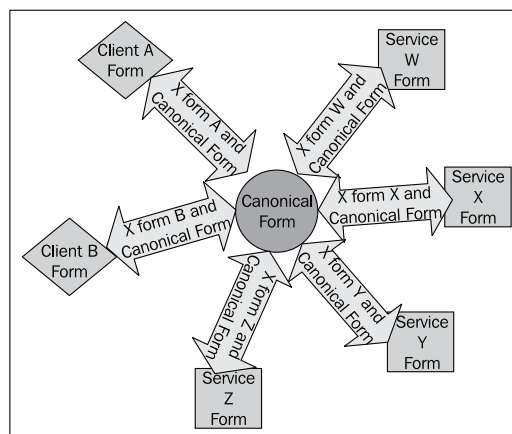 Client A
Form
Service
W
Form
X form A and
Canonical Form
X form W and
Canonical Form
Canonical
Form
X form X and
Canonical Form
Service
X
Form
Client B
Form
X form B and
Canonical Form
X form Z and
Canonical Form
X form Y and
Canonical Form
Service
Y
Form
Service
Z
Form